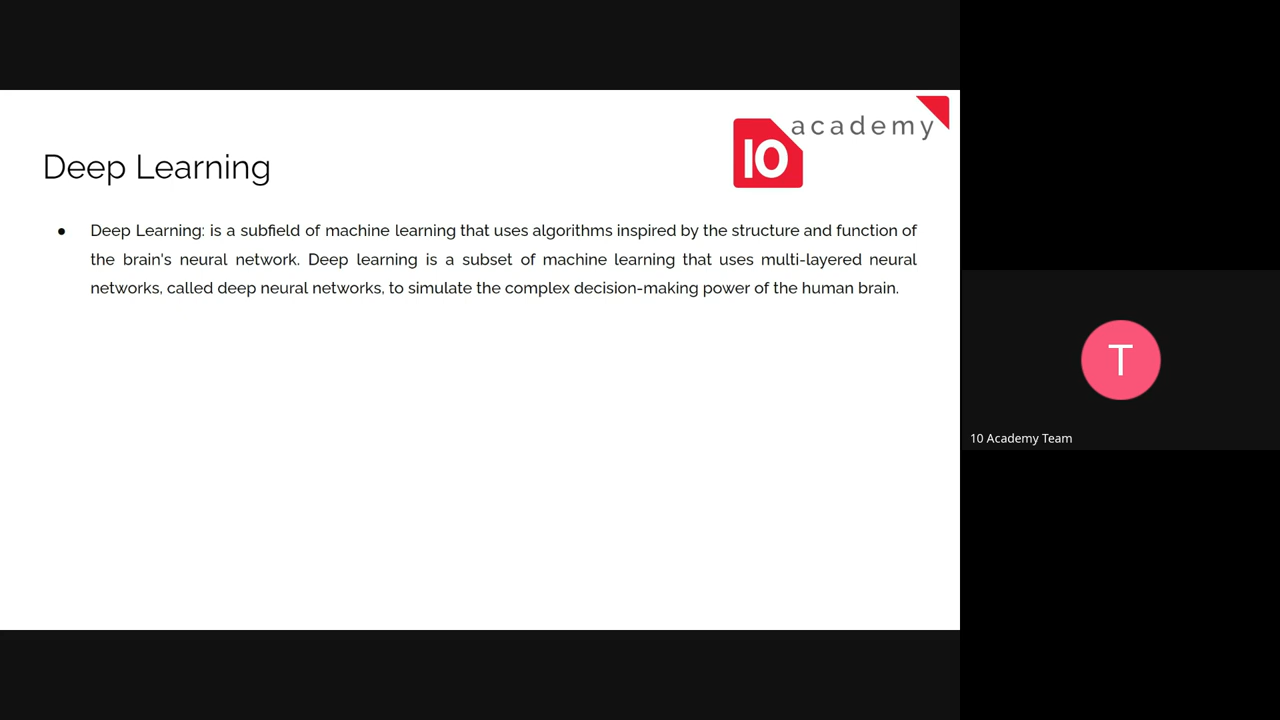 academy
10
Deep Learning
● Deep Learning: is a subfield of machine learning that uses algorithms inspired by the structure and function of
the brain's neural network. Deep learning is a subset of machine learning that uses multi-layered neural
networks, called deep neural networks, to simulate the complex decision-making power of the human brain.
T
10 Academy Team